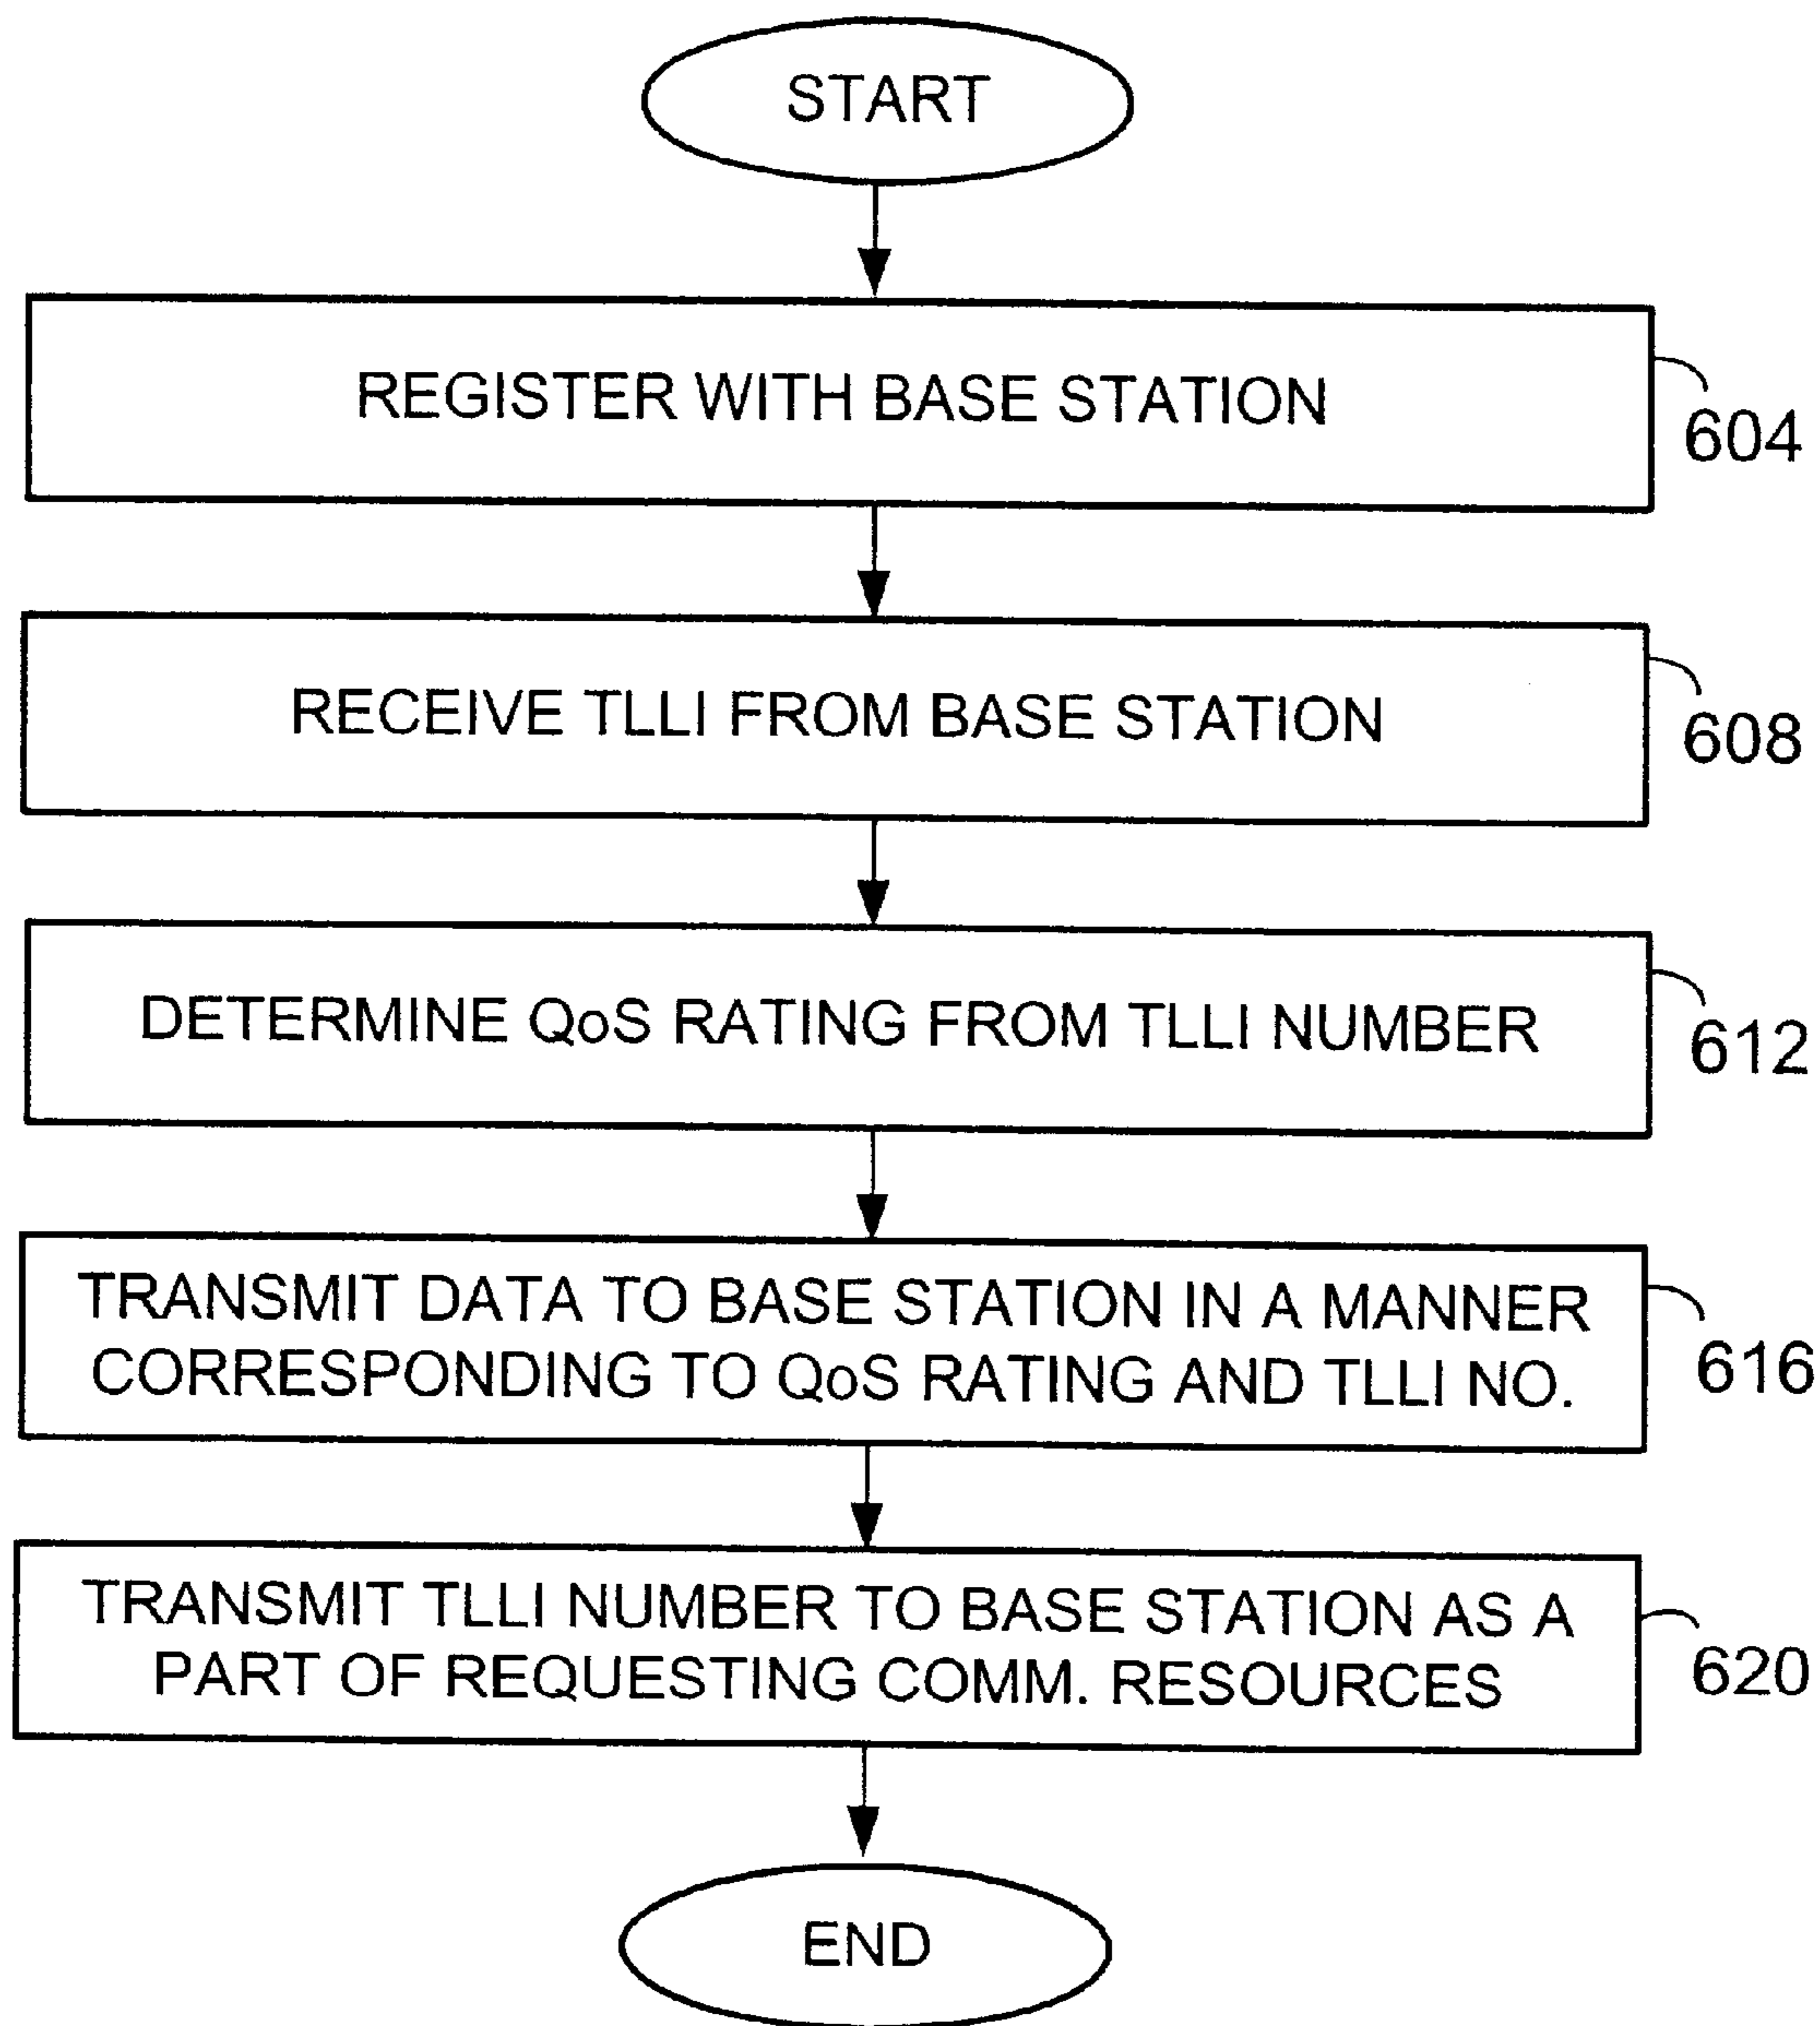 START
REGISTER WITH BASE STATION
604
RECEIVE TLLI FROM BASE STATION
608
DETERMINE QoS RATING FROM TLLI NUMBER
612
TRANSMIT DATA TO BASE STATION IN A MANNER
CORRESPONDING TO QoS RATING AND TLLI NO.
616
TRANSMIT TLLI NUMBER TO BASE STATION AS A
PART OF REQUESTING COMM. RESOURCES
620
END